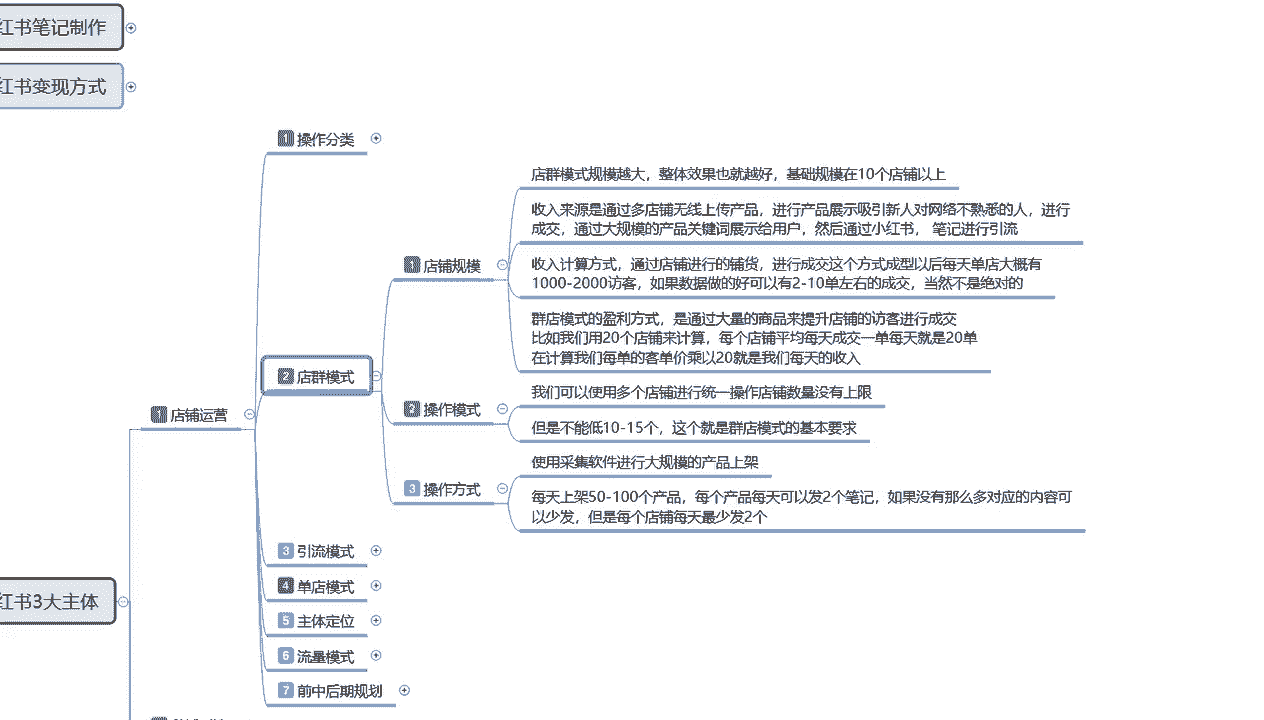 红书笔记制作
红书变现方式
1 操作分类
店群模式规模越大，整体效果也就越好，基础规模在10个店铺以上
收入来源是通过多店铺无线上传产品，进行产品展示吸引新人对网络不熟悉的人，进行
成交，通过大规模的产品关键词展示给用户，然后通过小红书， 笔记进行引流
1 店铺规模
收入计算方式，通过店铺进行的铺货，进行成交这个方式成型以后每天单店大概有
1000-2000访客，如果数据做的好可以有2-10单左右的成交，当然不是绝对的
群店模式的盈利方式，是通过大量的商品来提升店铺的访客进行成交
比如我们用20个店铺来计算，每个店铺平均每天成交一单每天就是20单
在计算我们每单的客单价乘以20就是我们每天的收入
2 店群模式
我们可以使用多个店铺进行统一操作店铺数量没有上限
2 操作模式
但是不能低10-15个，这个就是群店模式的基本要求
1 店铺运营
使用采集软件进行大规模的产品上架
3 操作方式
每天上架50-100个产品，每个产品每天可以发2个笔记，如果没有那么多对应的内容可
以少发，但是每个店铺每天最少发2个
3 引流模式
4 单店模式
红书3大主体
5 主体定位
6 流量模式
7 前中后期规划